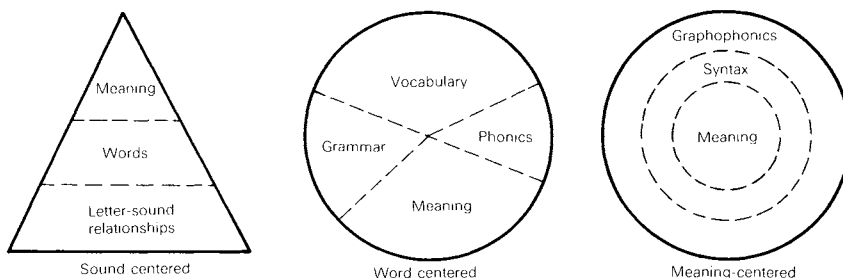 Meaning
Words
Letter-sound
relationships
Sound centered
Vocabulary
Grammar
Phonics
Meaning
Word centered
Graphophonics
Syntax
Meaning
Meaning-centered